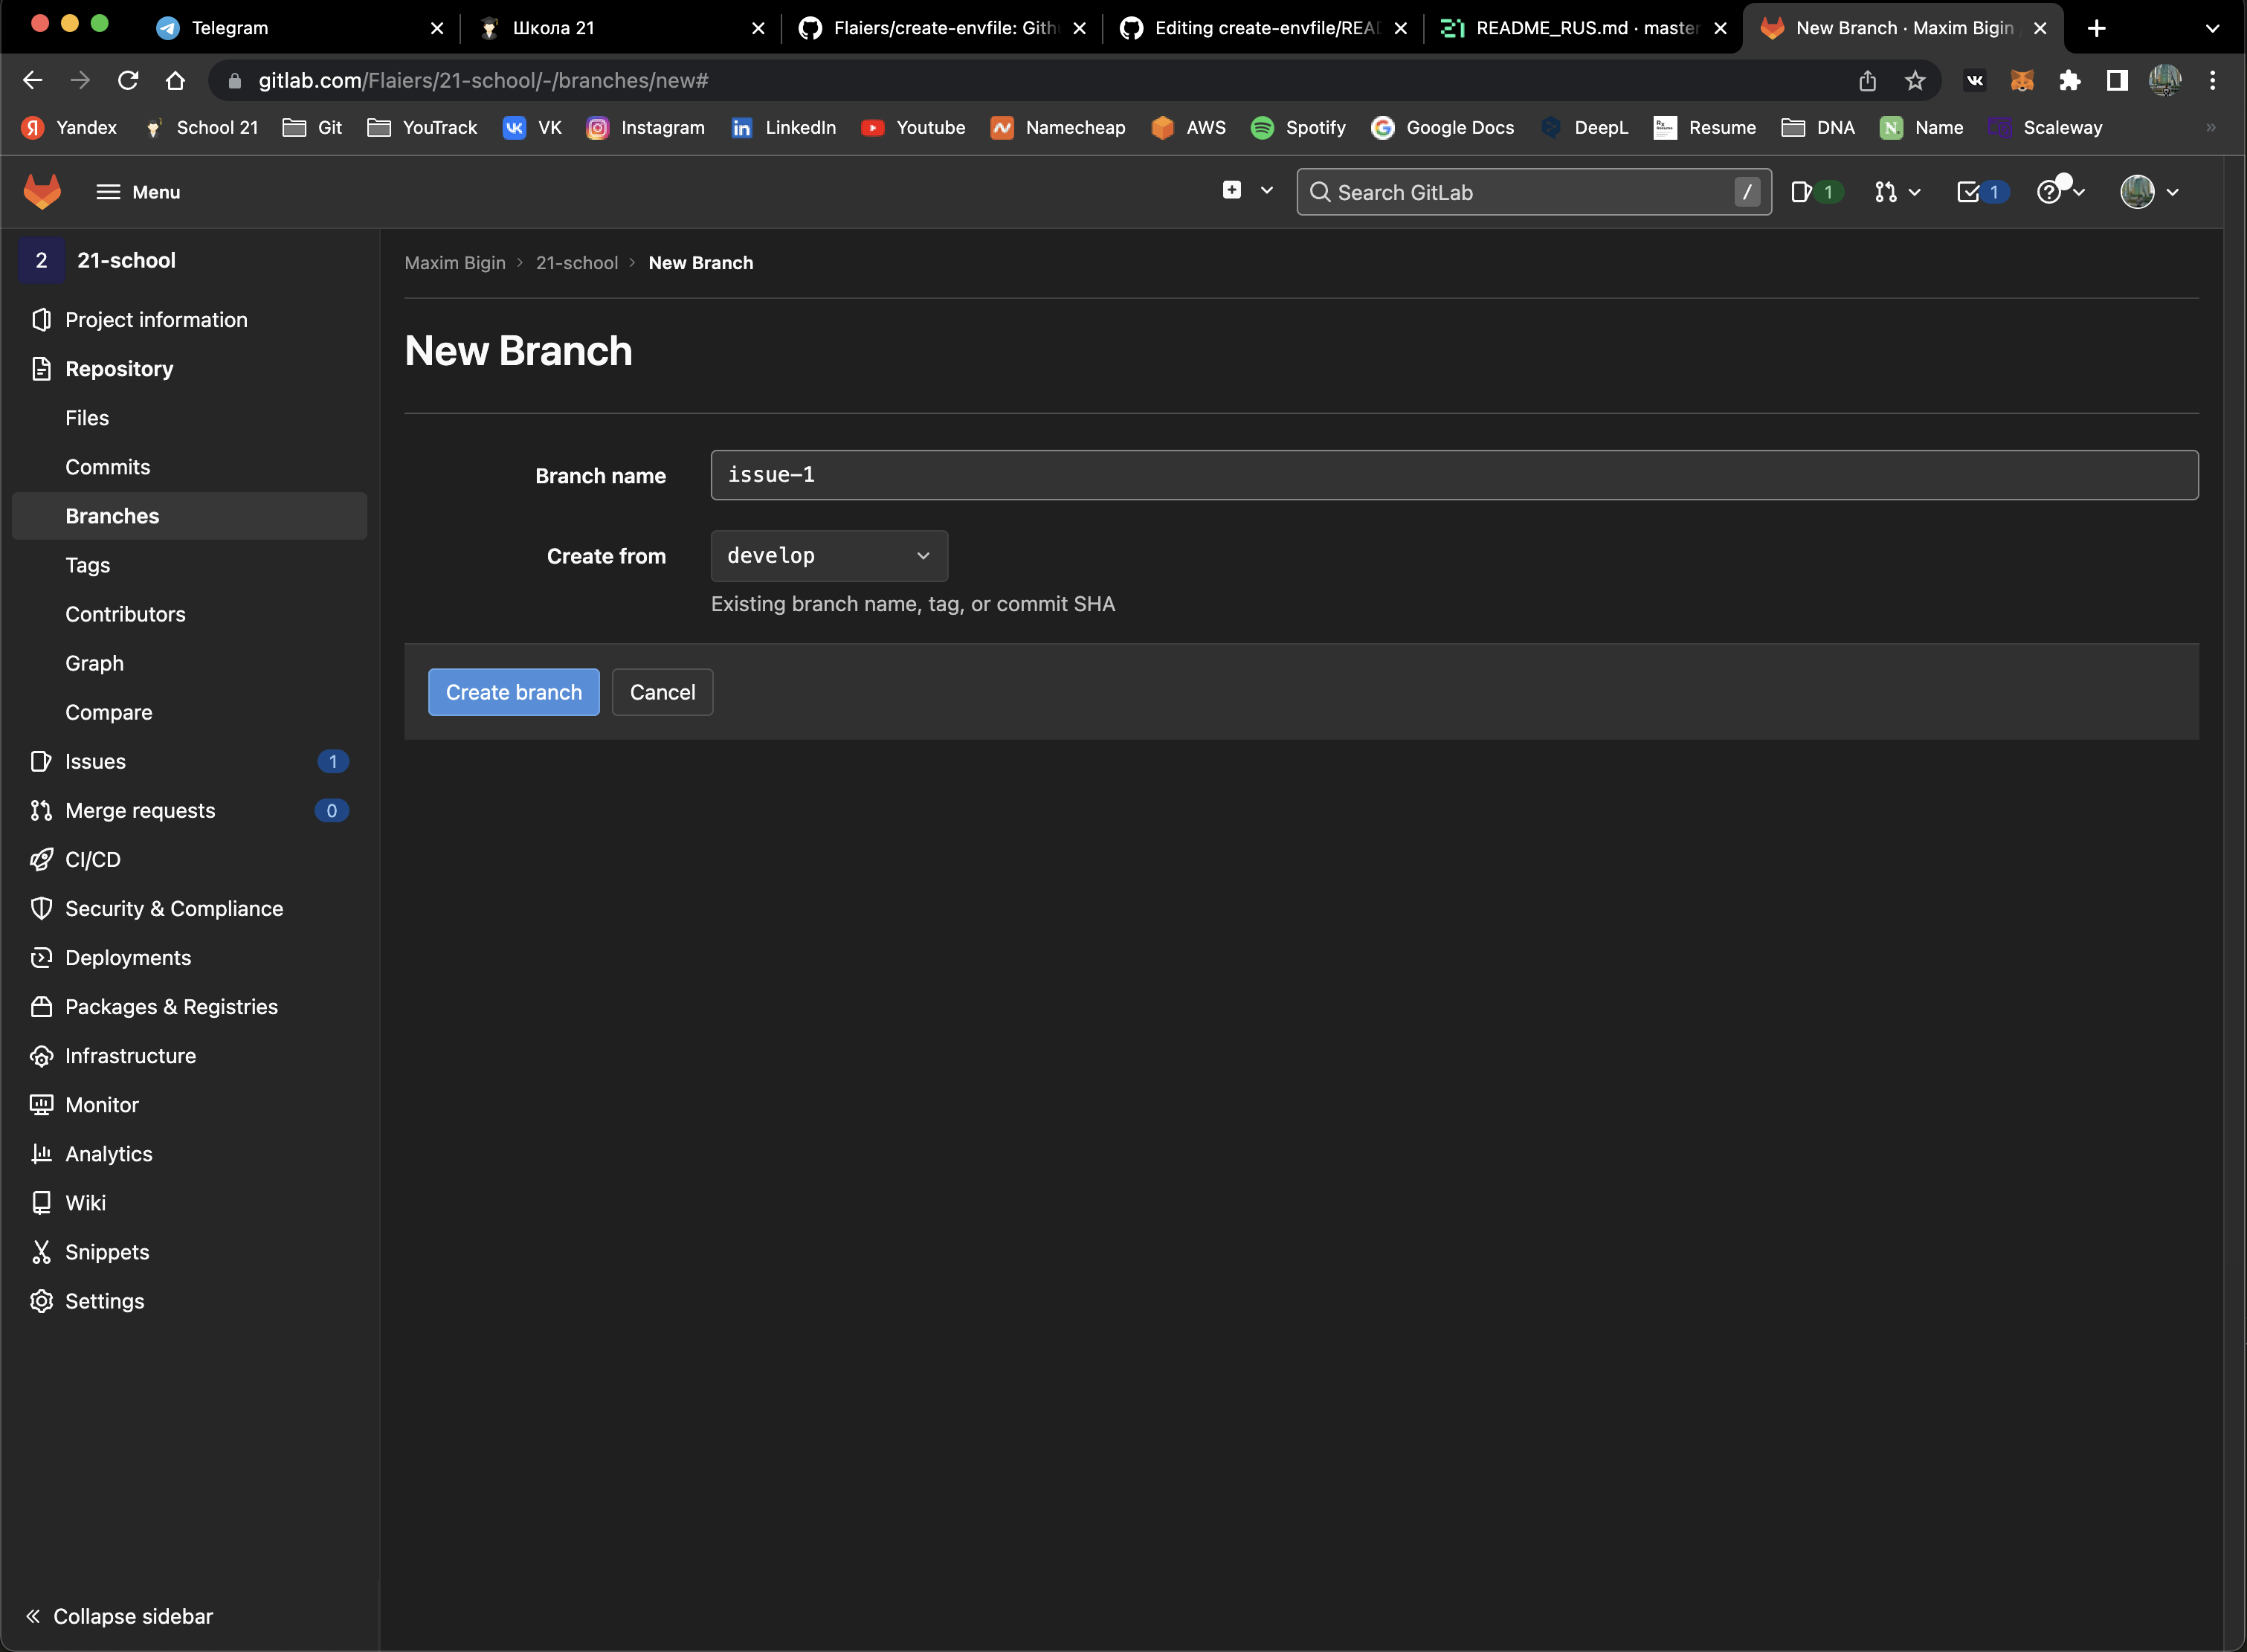 Telegram
Школа 21
Flaiers/create-envfile: Gith
Editing create-envfile/READ
README_RUS.md · master
New Branch · Maxim Bigin
gitlab.com/Flaiers/21-school/-/branches/new#
Yandex
School 21
Git
YouTrack
VK
Instagram
LinkedIn
Youtube
Namecheap
AWS
Spotify
Google Docs
DeepL
Resume
DNA
Name
Scaleway
Menu
Search GitLab
/
1
1
2
21-school
Project information
Repository
Files
Commits
Branches
Tags
Contributors
Graph
Compare
Issues
1
Merge requests
0
CI/CD
Security & Compliance
Deployments
Packages & Registries
Infrastructure
Monitor
Analytics
Wiki
Snippets
Settings
Collapse sidebar
Maxim Bigin > 21-school > New Branch
New Branch
Branch name
issue-1
Create from
develop
Existing branch name, tag, or commit SHA
Create branch
Cancel